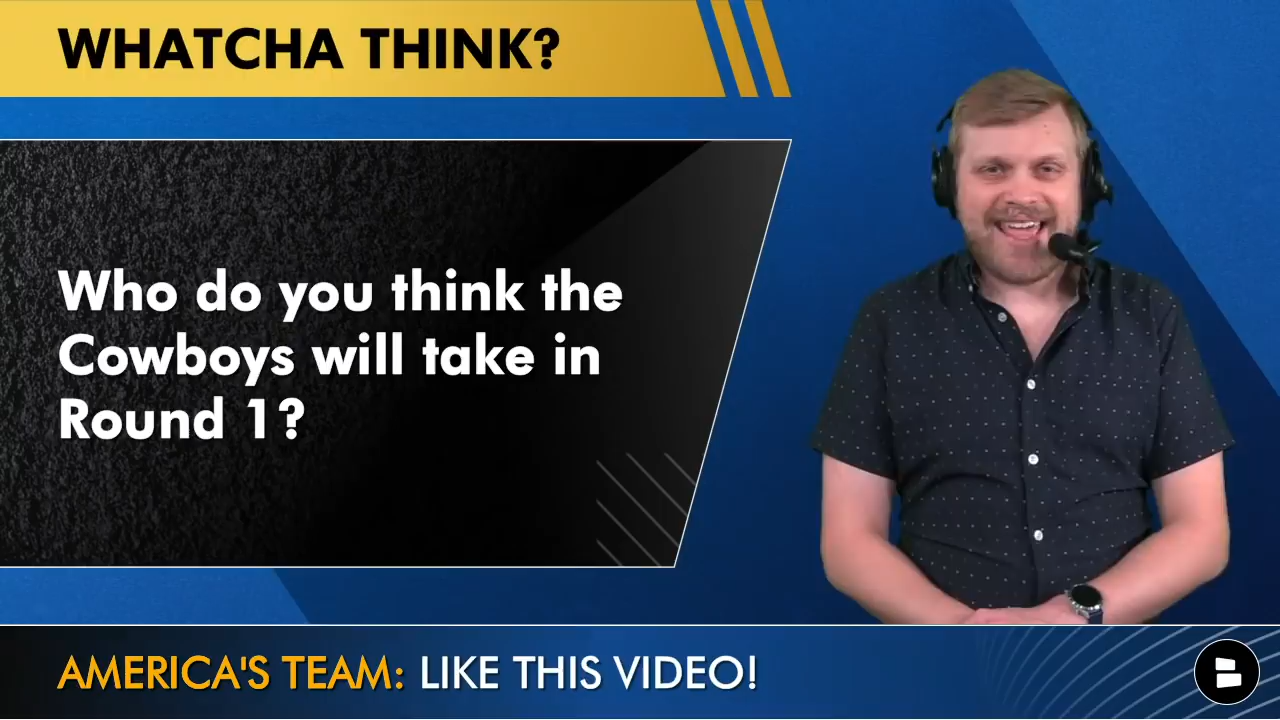 WHATCHA THINK?
Who do you think the
Cowboys will take in
Round 1?
AMERICA'S TEAM: LIKE THIS VIDEO!